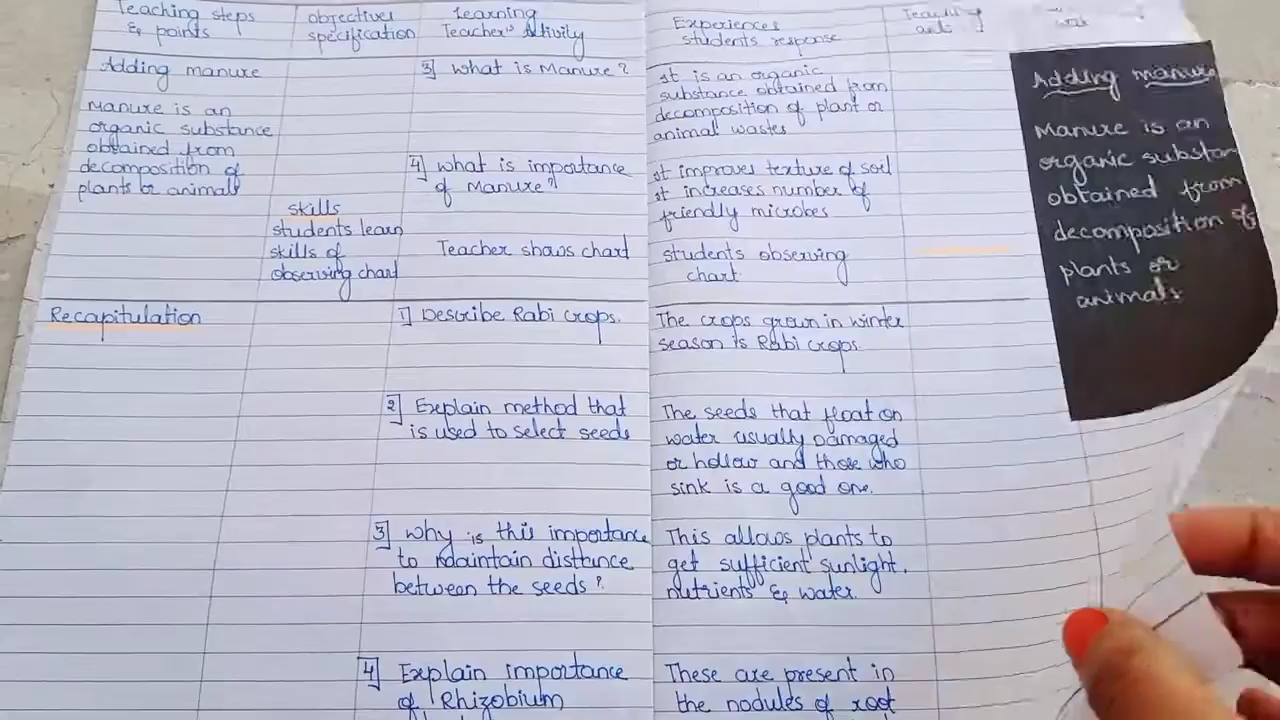 Teaching steps
& points
objectives
specification
Learning
Teacher's Activity
Experiences
students response
Adding manure
Manure is an
organic substance
obtained from
decomposition of
plants or animals
skills
students learn
skills of
observing chart
3] What is Manure?
4] What is importance
of Manure?
Teacher shows chart
It is an organic
substance obtained from
decomposition of plant or
animal wastes
It improves texture of soil
It increases number of
friendly microbes
students observing
chart
Adding manure
Manure is an
organic substan
obtained from
decomposition of
plants or
animals
Recapitulation
1] Describe Rabi crops.
The crops grown in winter
season is Rabi crops.
2] Explain method that
is used to select seeds
The seeds that float on
water usually damaged
or hollow and those who
sink is a good one.
3] Why is this importance
to Maintain disttance
between the seeds?
This allows plants to
get sufficient sunlight,
nutrients & water.
4] Explain importance
of Rhizobium
These are present in
the nodules of root